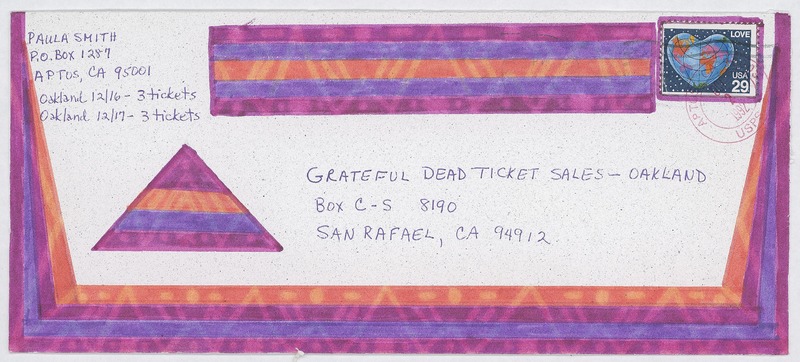 PAULA SMITH
P.O. BOX 1287
APTOS, CA 95001
Oakland 12/16 - 3 tickets
Oakland 12/17 - 3 tickets
LOVE
USA
29
USPS
GRATEFUL DEAD TICKET SALES - OAKLAND
BOX C-S 8190
SAN RAFAEL, CA 94912